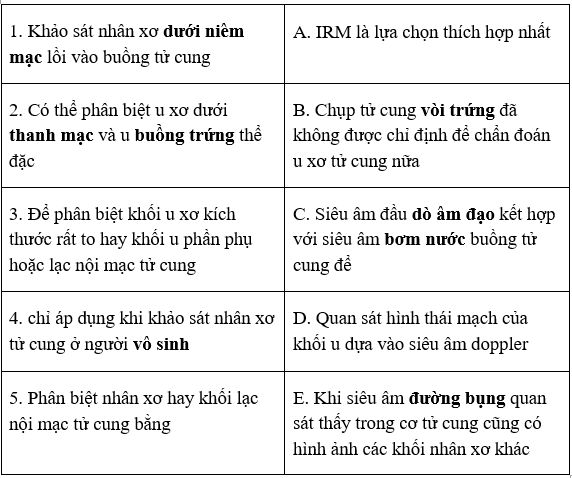 1. Khảo sát nhân xơ dưới niêm
mạc lồi vào buồng tử cung
A. IRM là lựa chọn thích hợp nhất
2. Có thể phân biệt u xơ dưới
thanh mạc và u buồng trứng thể
đặc
B. Chụp tử cung vòi trứng đã
không được chỉ định để chẩn đoán
u xơ tử cung nữa
3. Để phân biệt khối u xơ kích
thước rất to hay khối u phần phụ
hoặc lạc nội mạc tử cung
C. Siêu âm đầu dò âm đạo kết hợp
với siêu âm bơm nước buồng tử
cung để
4. chỉ áp dụng khi khảo sát nhân xơ
tử cung ở người vô sinh
D. Quan sát hình thái mạch của
khối u dựa vào siêu âm doppler
5. Phân biệt nhân xơ hay khối lạc
nội mạc tử cung bằng
E. Khi siêu âm đường bụng quan
sát thấy trong cơ tử cung cũng có
hình ảnh các khối nhân xơ khác